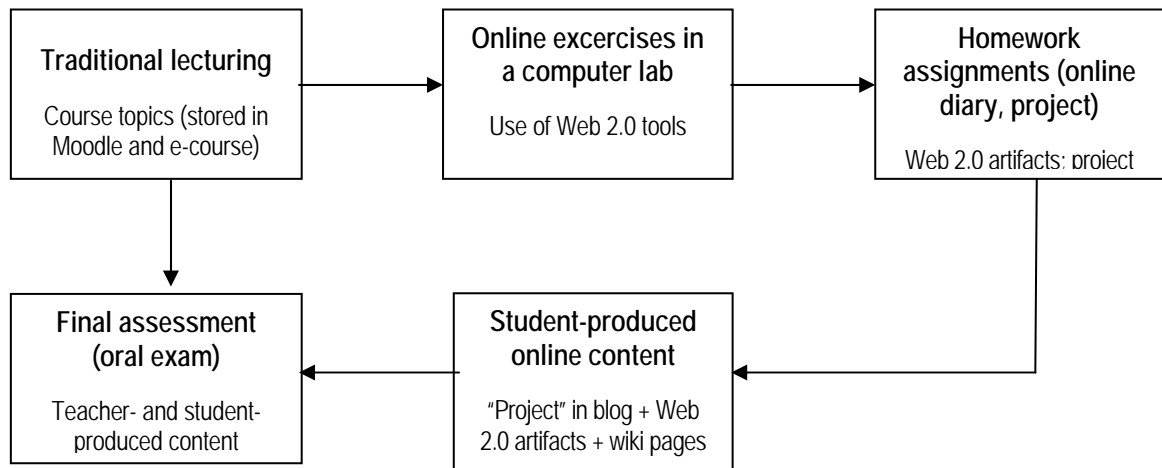 Traditional lecturing
Course topics (stored in
Moodle and e-course)
Online excercises in
a computer lab
Use of Web 2.0 tools
Homework
assignments (online
diary, project)
Web 2.0 artifacts; project
Final assessment
(oral exam)
Teacher- and student-
produced content
Student-produced
online content
“Project” in blog + Web
2.0 artifacts + wiki pages